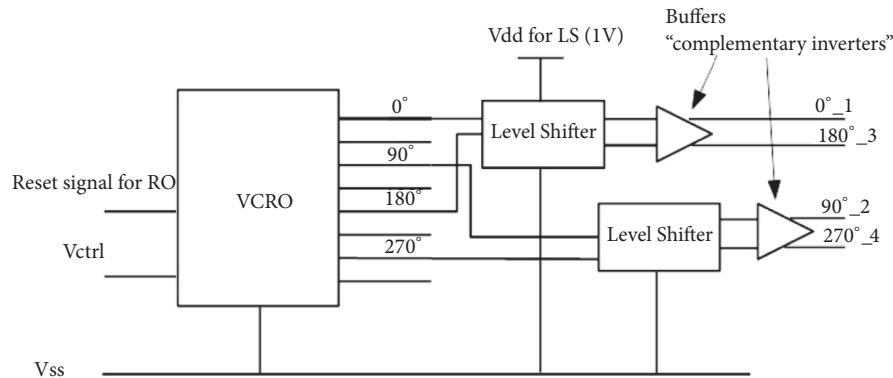 Buffers
“complementary inverters”
Vdd for LS (1V)
0°
Level Shifter
0°_1
180°_3
90°
Reset signal for RO
VCRO
180°
90°_2
Level Shifter
270°_4
Vctrl
270°
Vss